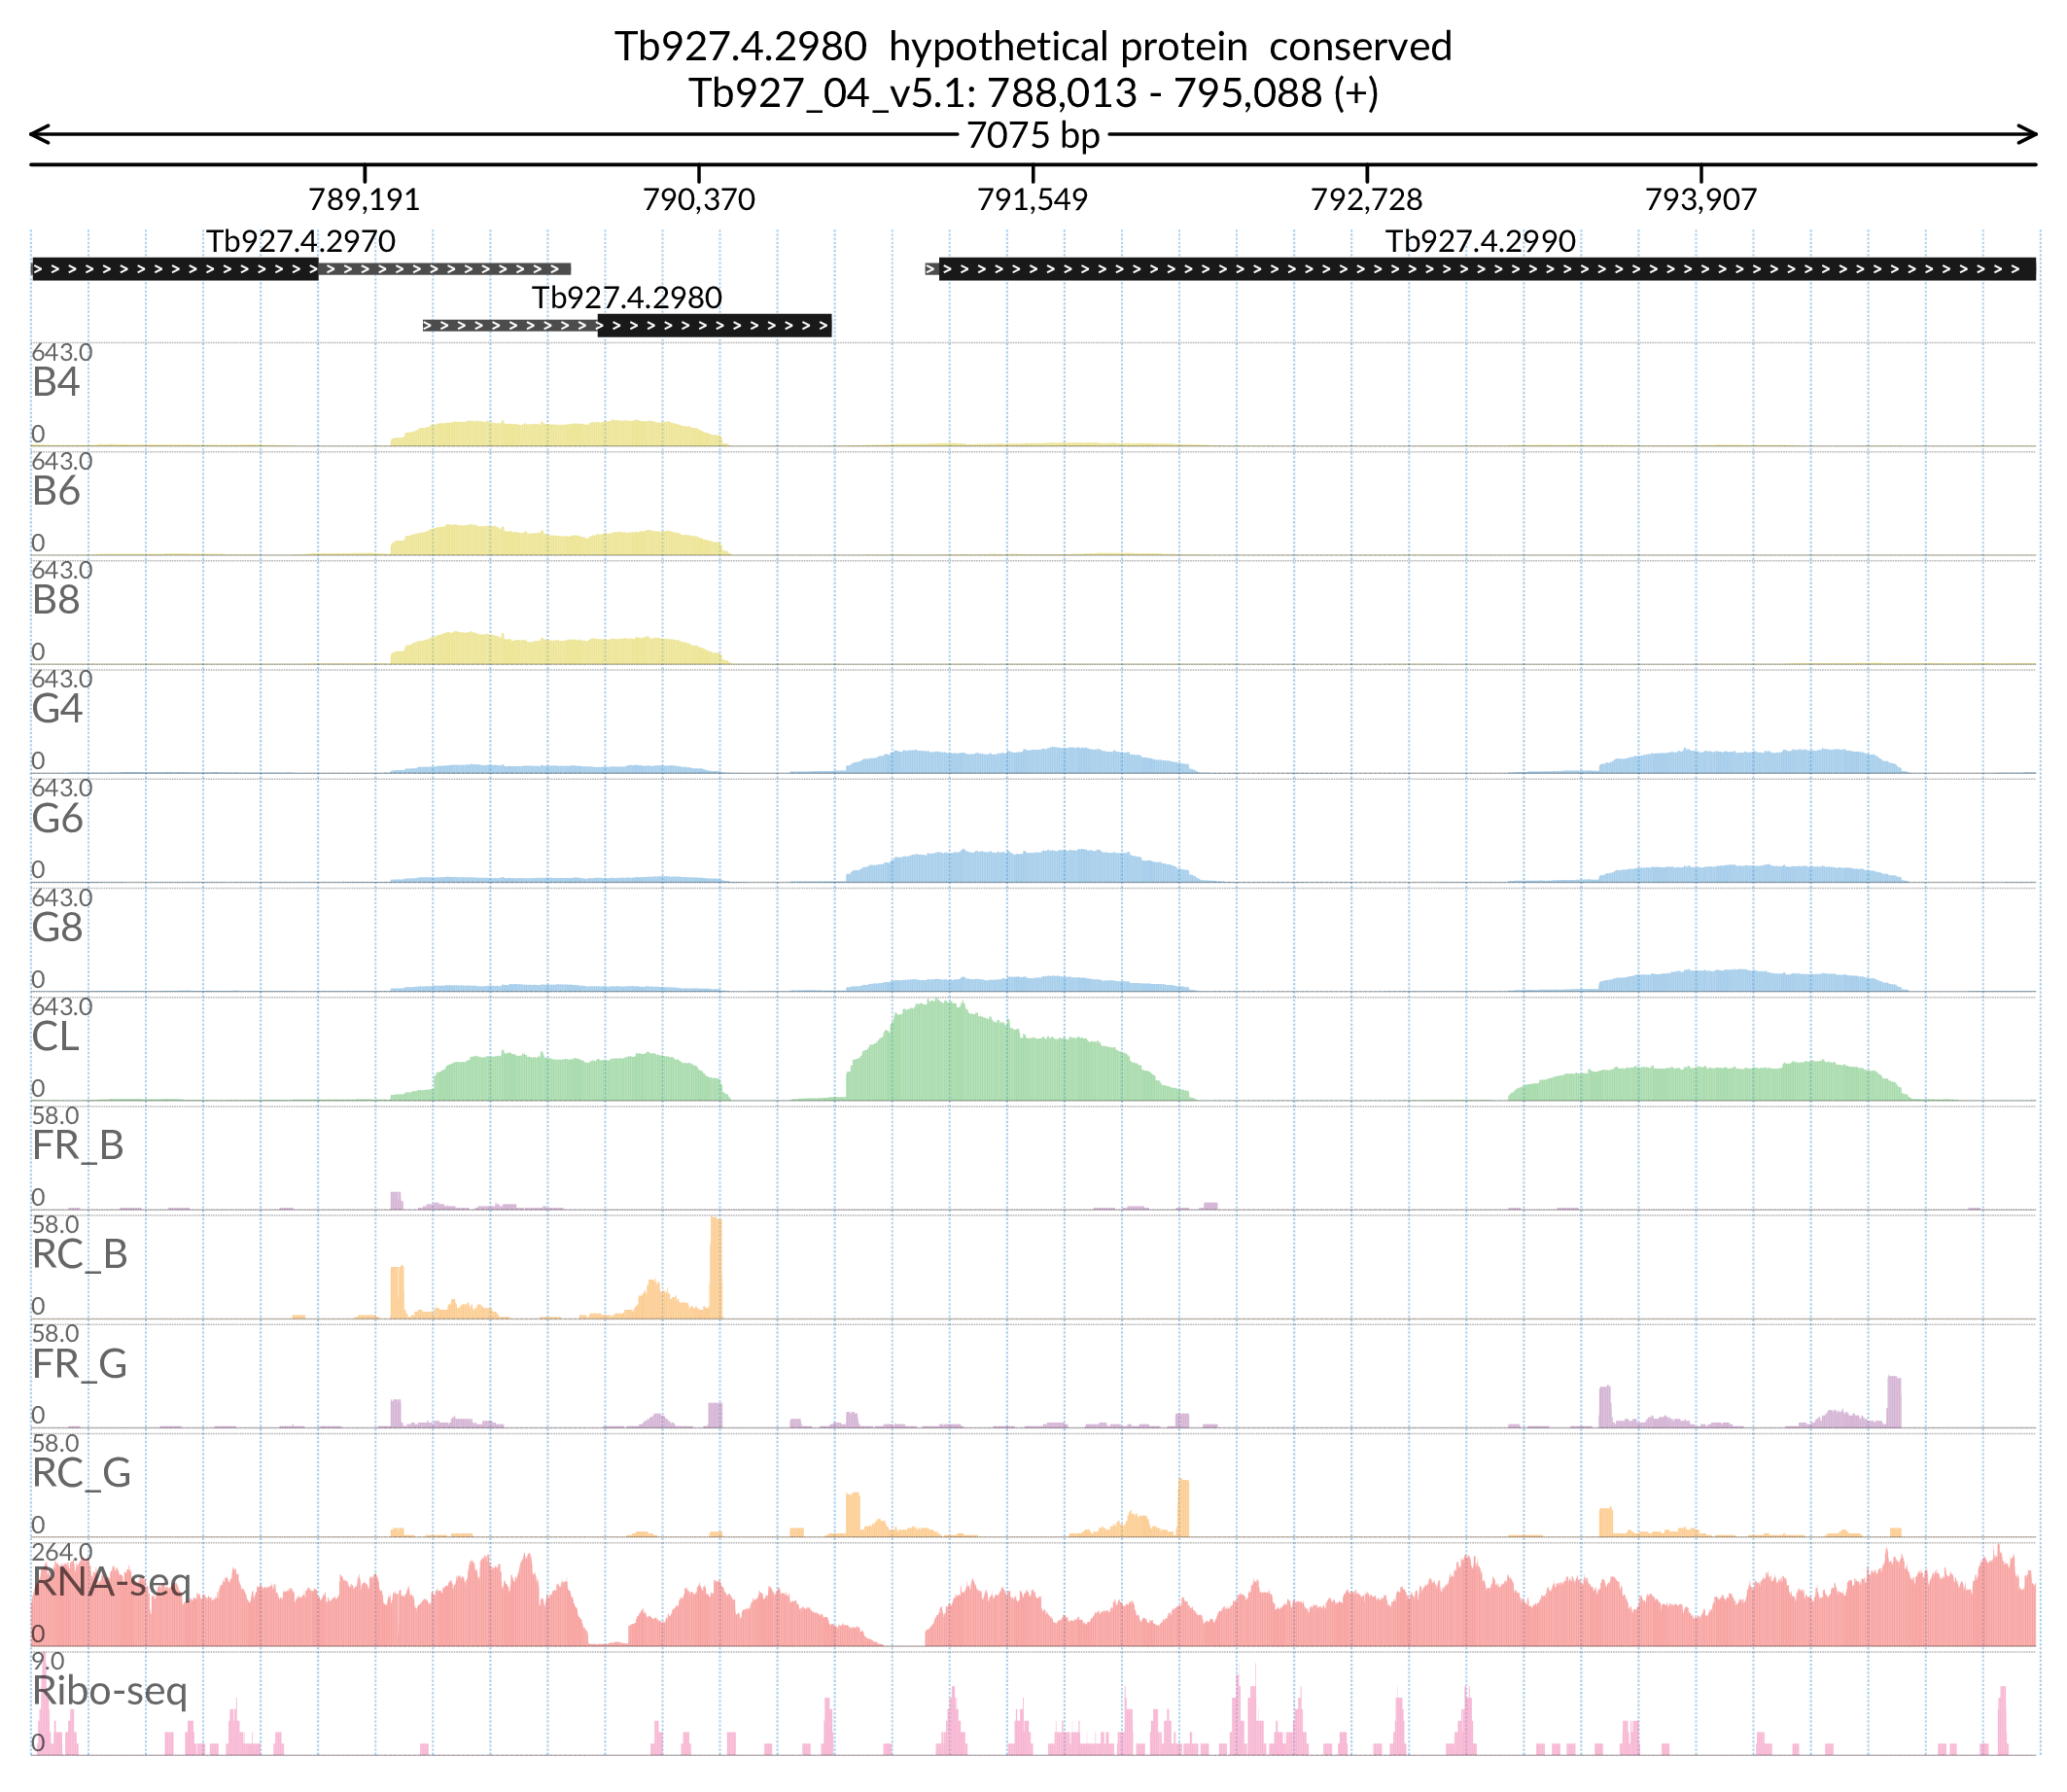 Tb927.4.2980  hypothetical protein  conserved
Tb927_04_v5.1: 788,013 - 795,088 (+)
7075 bp
789,191 790,370 791,549 792,728 793,907
Tb927.4.2970 Tb927.4.2990
Tb927.4.2980
643.0
B4
0
643.0
B6
0
643.0
B8
0
643.0
G4
0
643.0
G6
0
643.0
G8
0
643.0
CL
0
58.0
FR_B
0
58.0
RC_B
0
58.0
FR_G
0
58.0
RC_G
0
264.0
RNA-seq
0
9.0
Ribo-seq
0